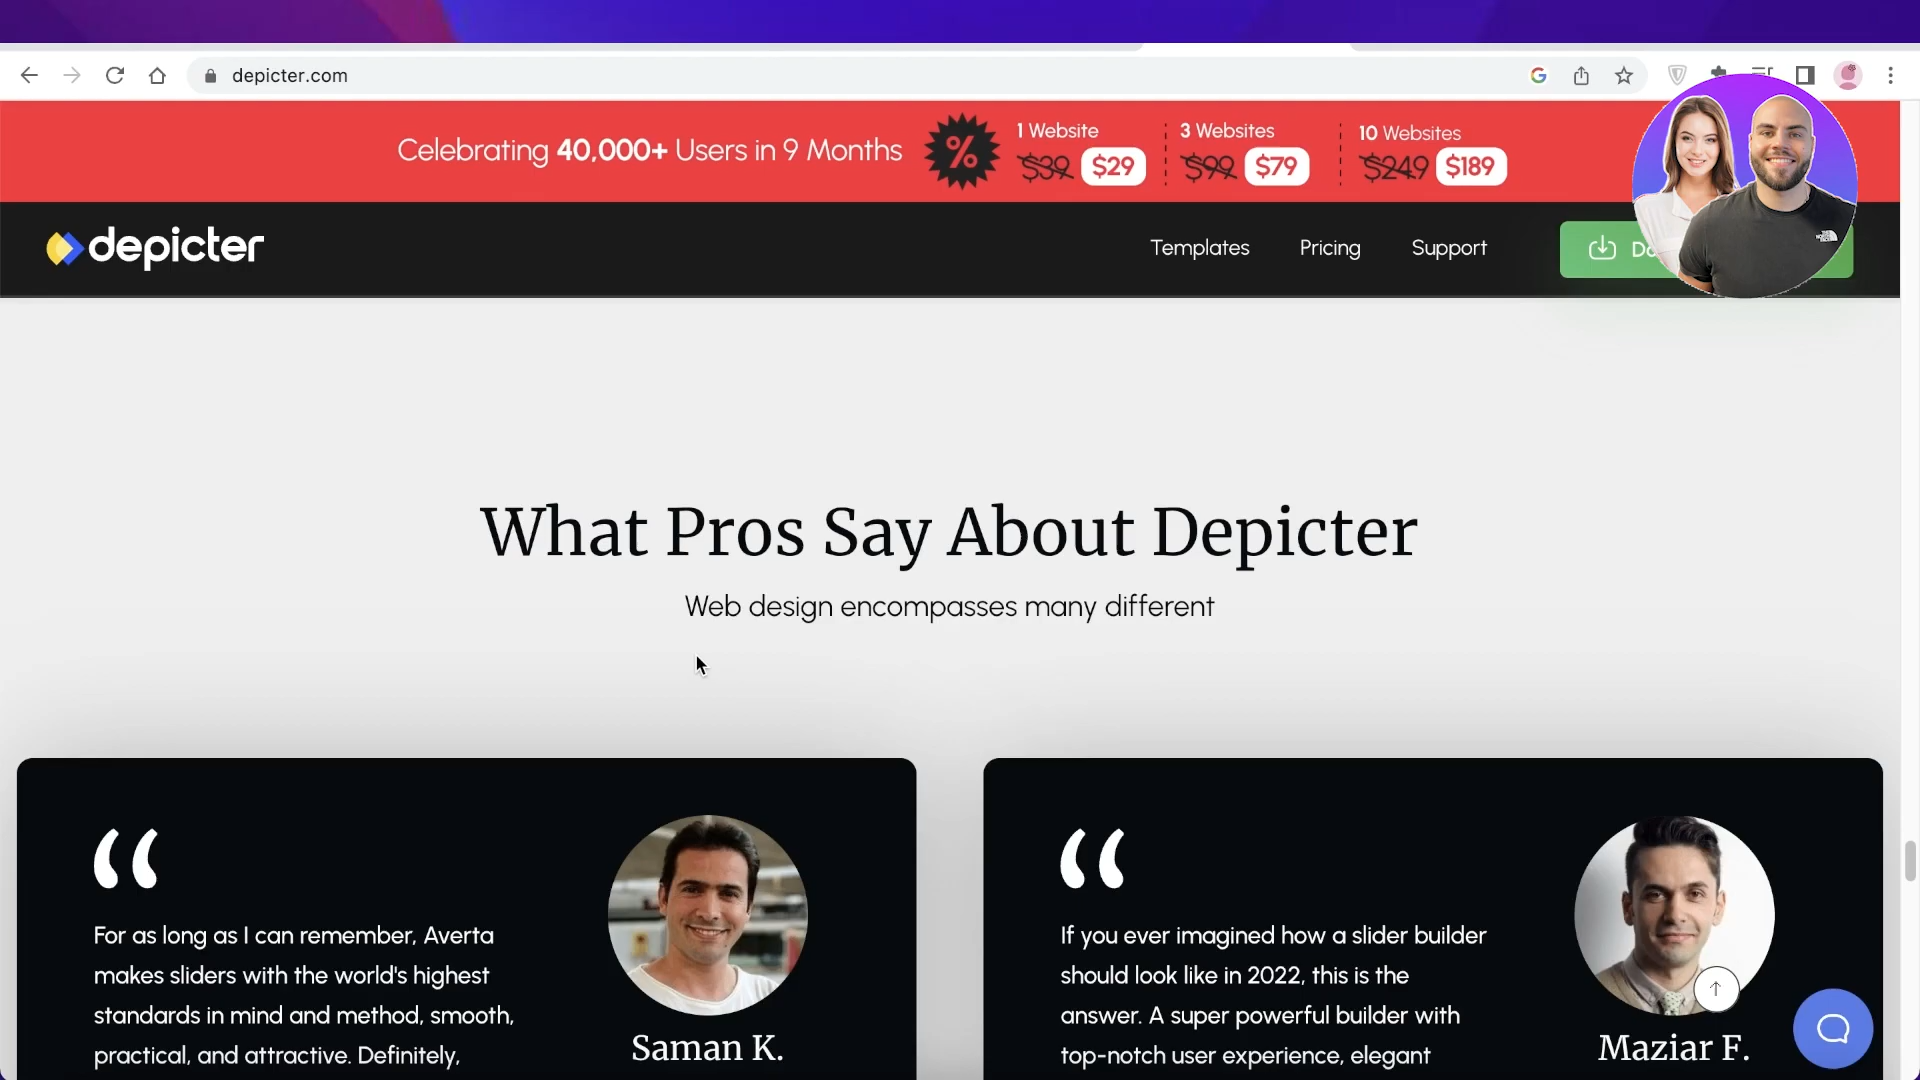 depicter.com
Celebrating 40,000+ Users in 9 Months
%
1 Website
$39 $29
3 Websites
$99 $79
10 Websites
$249 $189
depicter
Templates
Pricing
Support
What Pros Say About Depicter
Web design encompasses many different
“
For as long as I can remember, Averta
makes sliders with the world's highest
standards in mind and method, smooth,
practical, and attractive. Definitely,
Saman K.
“
If you ever imagined how a slider builder
should look like in 2022, this is the
answer. A super powerful builder with
top-notch user experience, elegant
Maziar F.